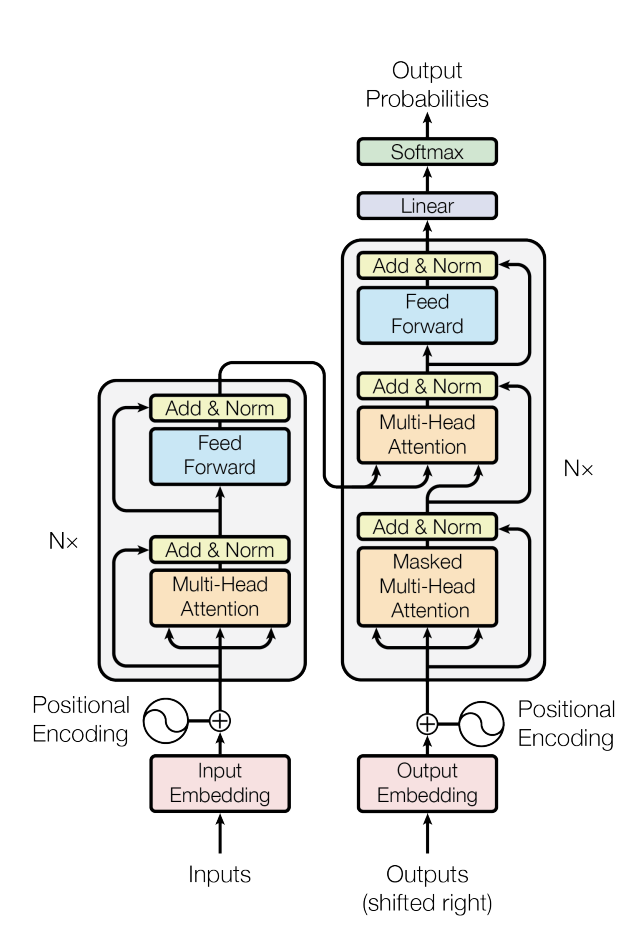 Output
Probabilities
Softmax
Linear
Add & Norm
Feed
Forward
Add & Norm
Multi-Head
Attention
Add & Norm
Masked
Multi-Head
Attention
Nx
Add & Norm
Feed
Forward
Add & Norm
Multi-Head
Attention
Nx
Positional
Encoding
Positional
Encoding
Input
Embedding
Output
Embedding
Inputs
Outputs
(shifted right)